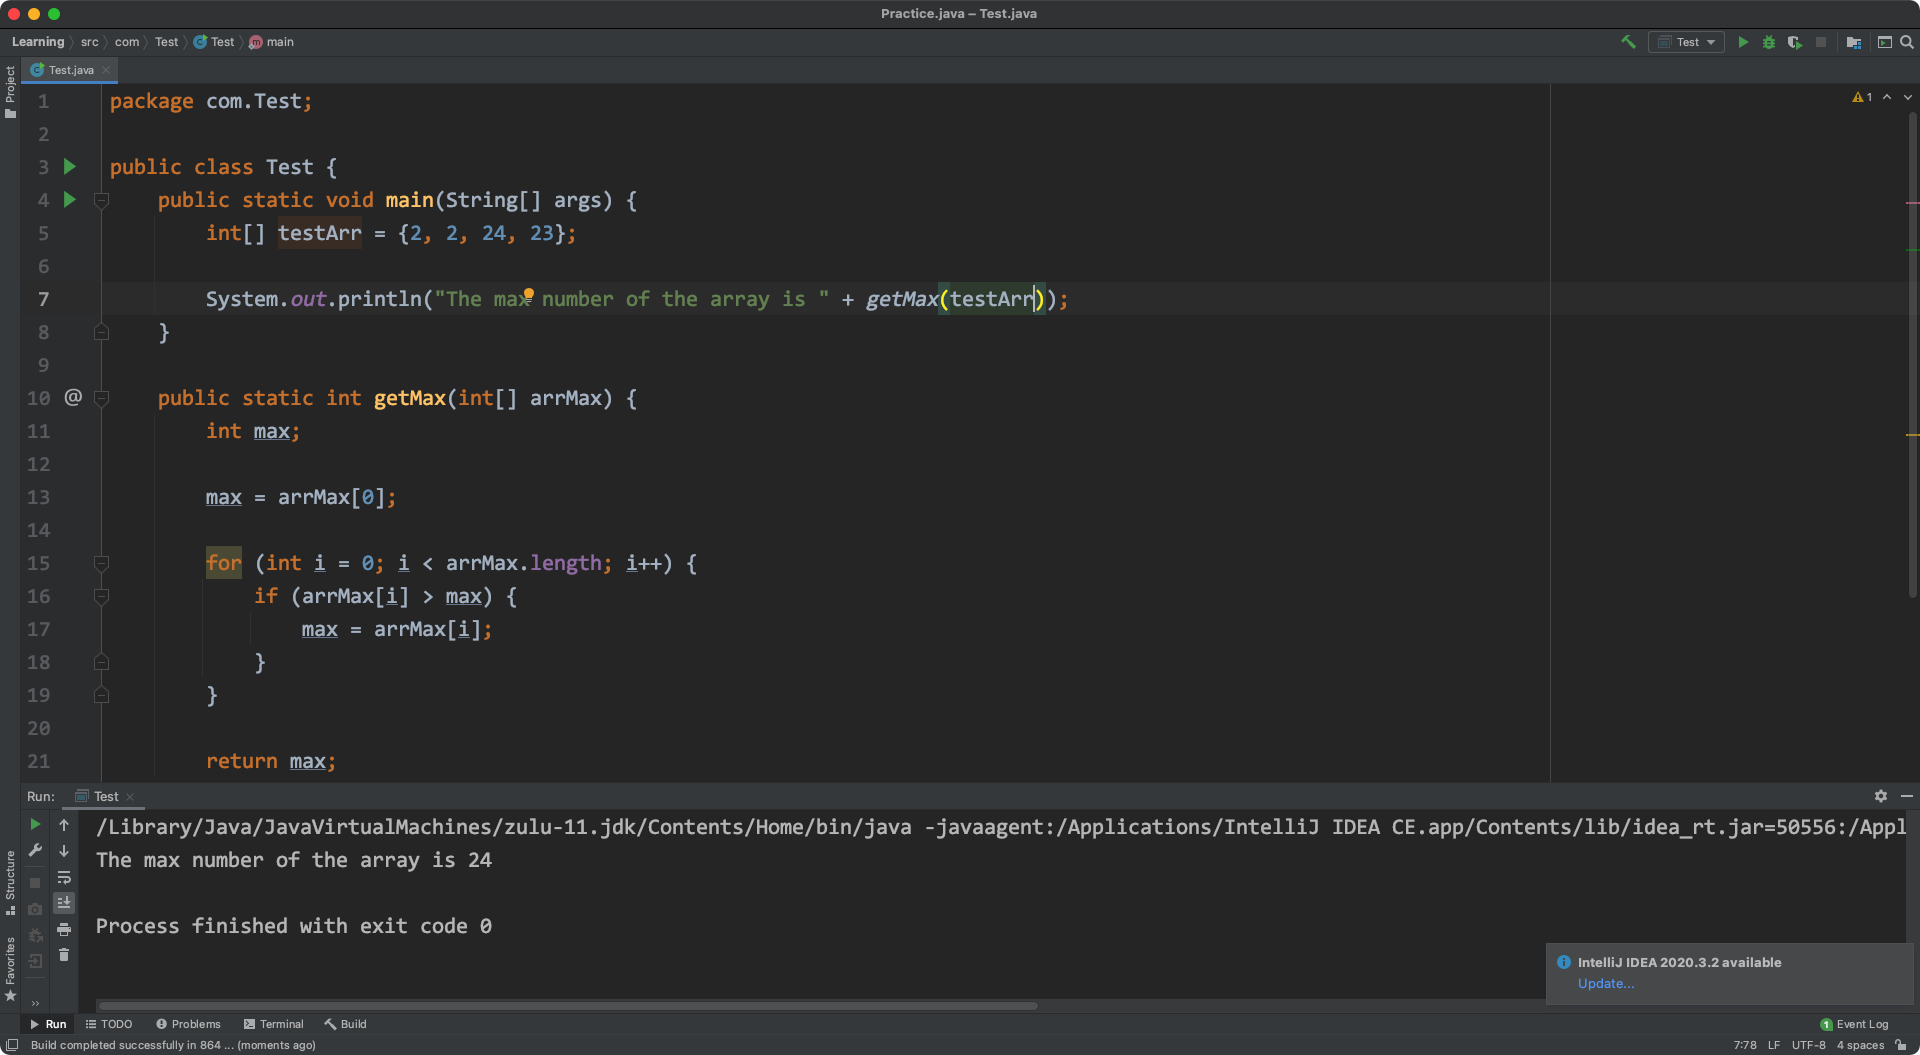 Practice.java – Test.java
Learning src com Test Test main
Test
Project
Test.java
1 package com.Test;
1
2
3 public class Test {
4 public static void main(String[] args) {
5 int[] testArr = {2, 2, 24, 23};
6
7 System.out.println("The max number of the array is " + getMax(testArr));
8 }
9
10 @ public static int getMax(int[] arrMax) {
11 int max;
12
13 max = arrMax[0];
14
15 for (int i = 0; i < arrMax.length; i++) {
16 if (arrMax[i] > max) {
17 max = arrMax[i];
18 }
19 }
20
21 return max;
Run: Test
/Library/Java/JavaVirtualMachines/zulu-11.jdk/Contents/Home/bin/java -javaagent:/Applications/IntelliJ IDEA CE.app/Contents/lib/idea_rt.jar=50556:/Appl
The max number of the array is 24
Process finished with exit code 0
Structure
Favorites
IntelliJ IDEA 2020.3.2 available
Update...
Run TODO Problems Terminal Build
1 Event Log
Build completed successfully in 864 ... (moments ago)
7:78 LF UTF-8 4 spaces